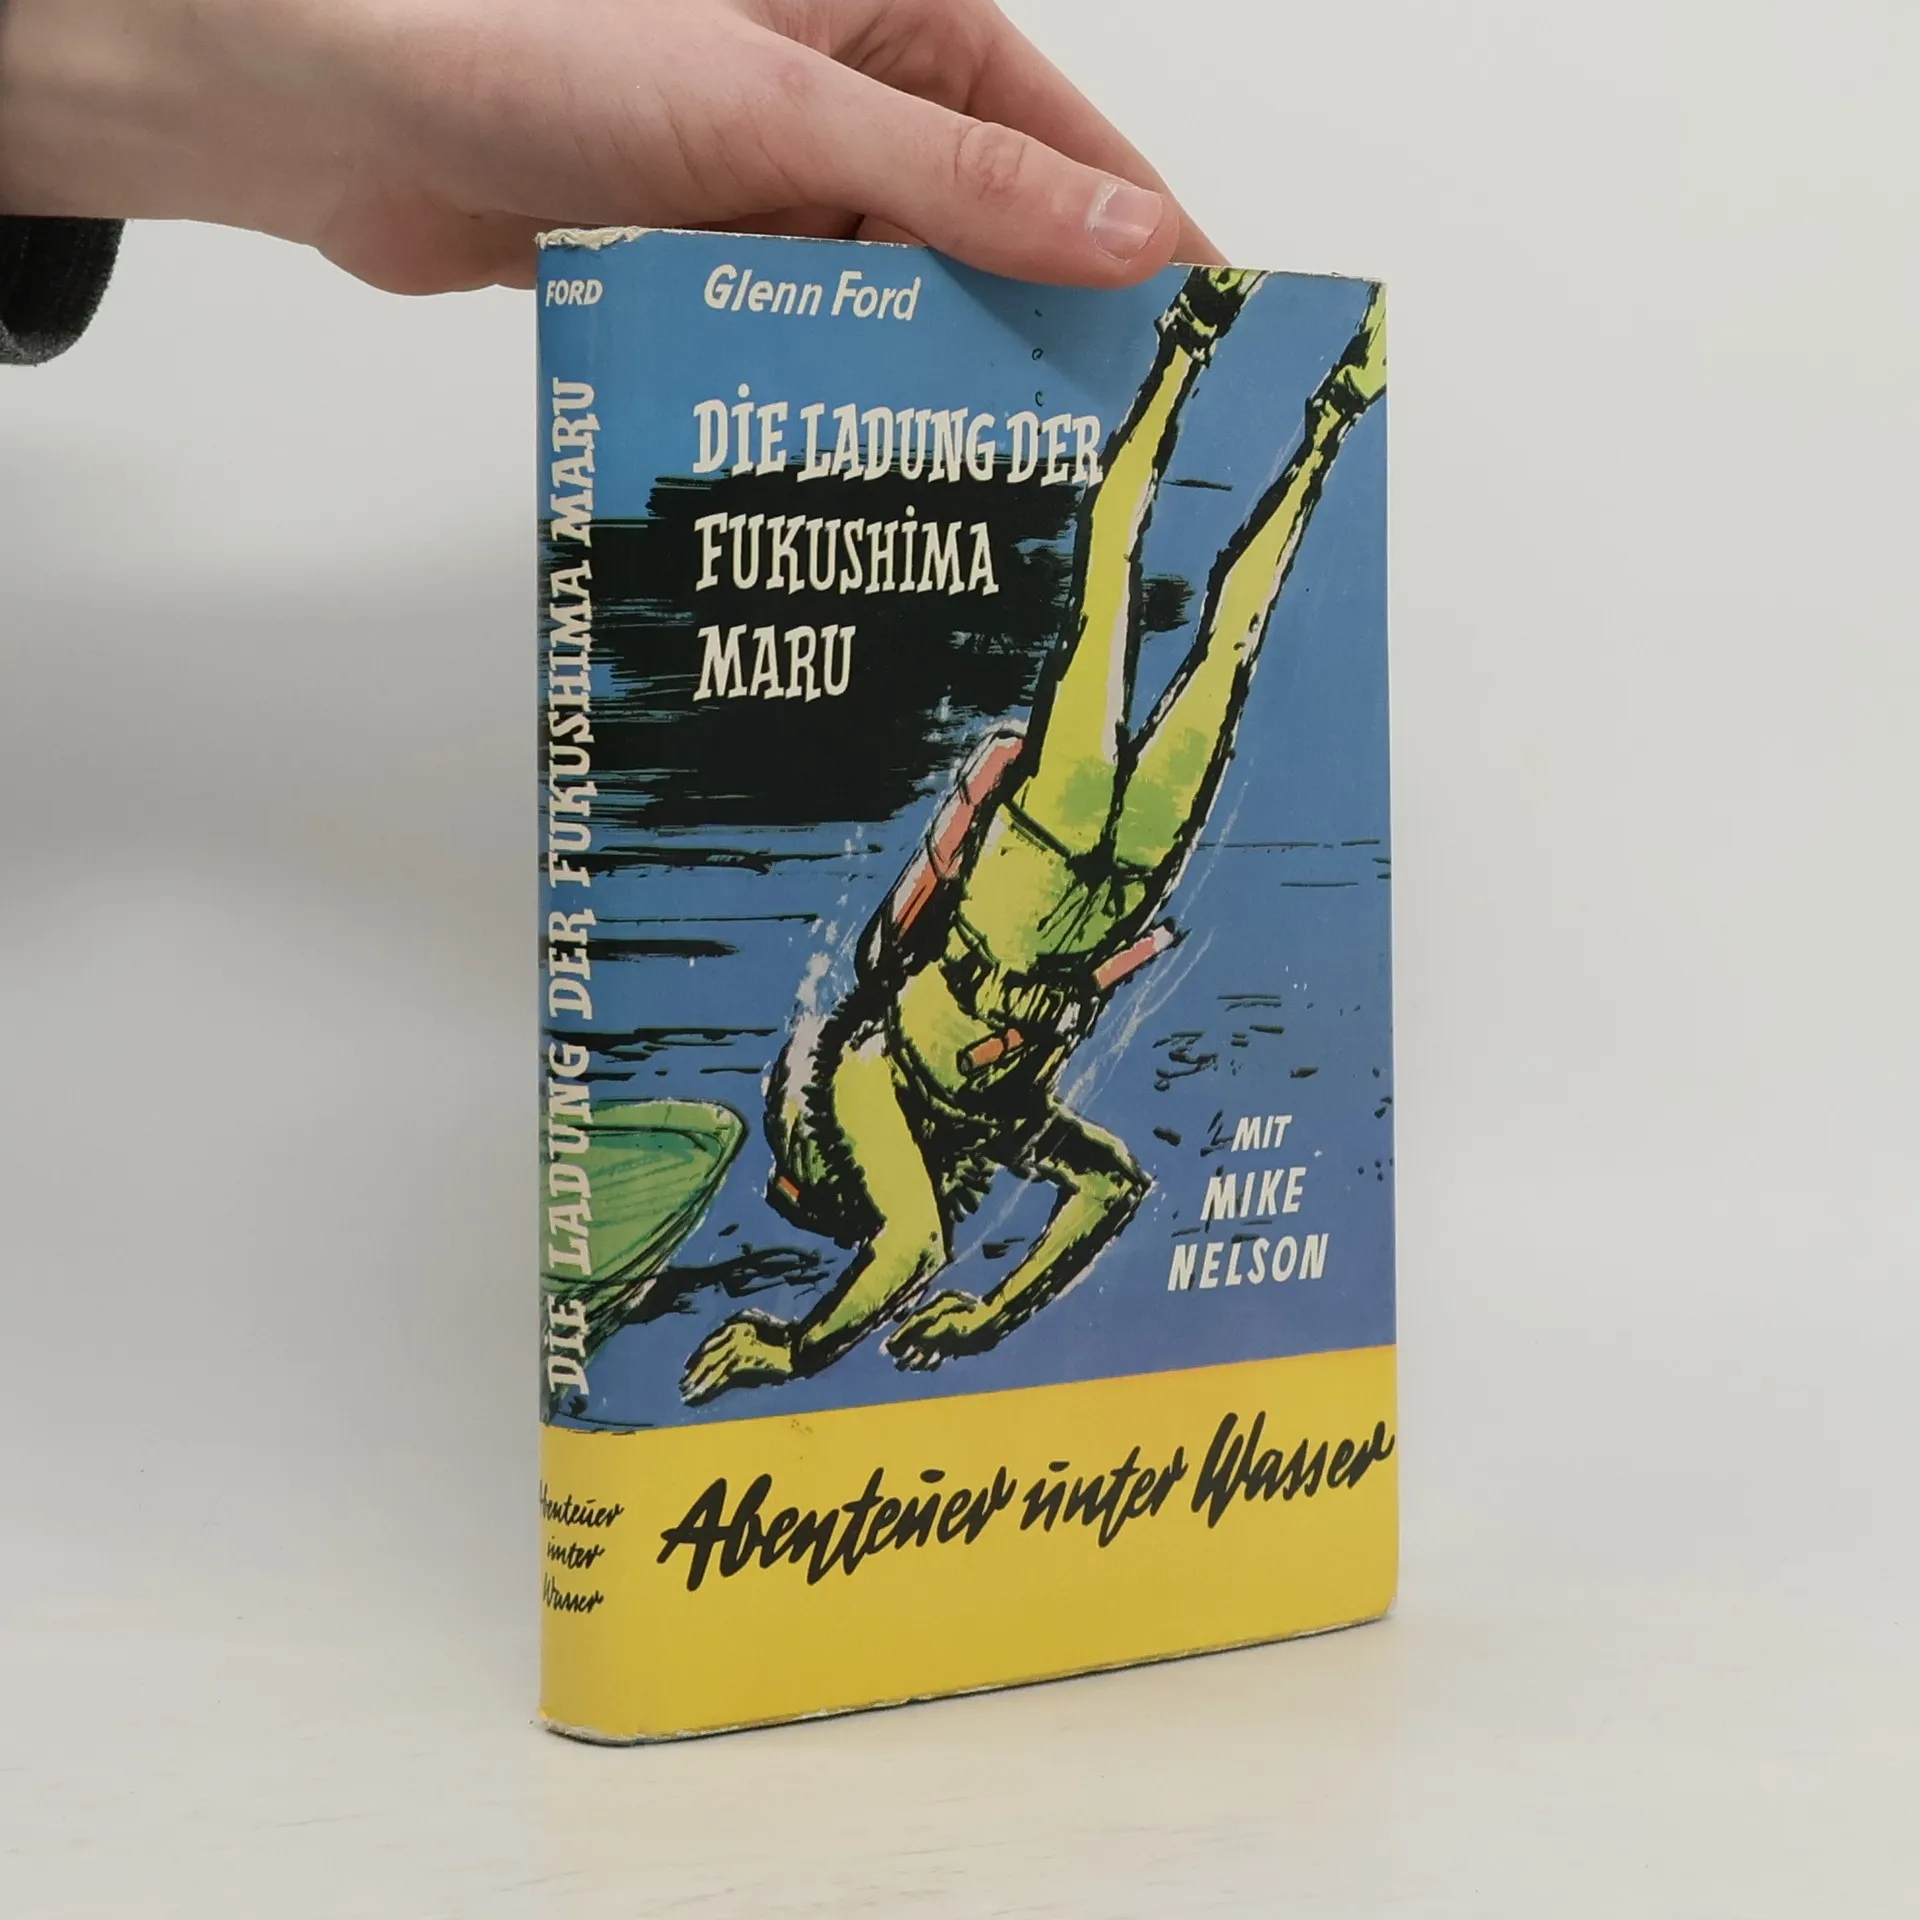 FORD
DIE LADUNG DER FUKUSHIMA MARU
Abenteuer
unter
Wasser
Glenn Ford
DIE LADUNG DER
FUKUSHIMA
MARU
MIT
MIKE
NELSON
Abenteuer unter Wasser